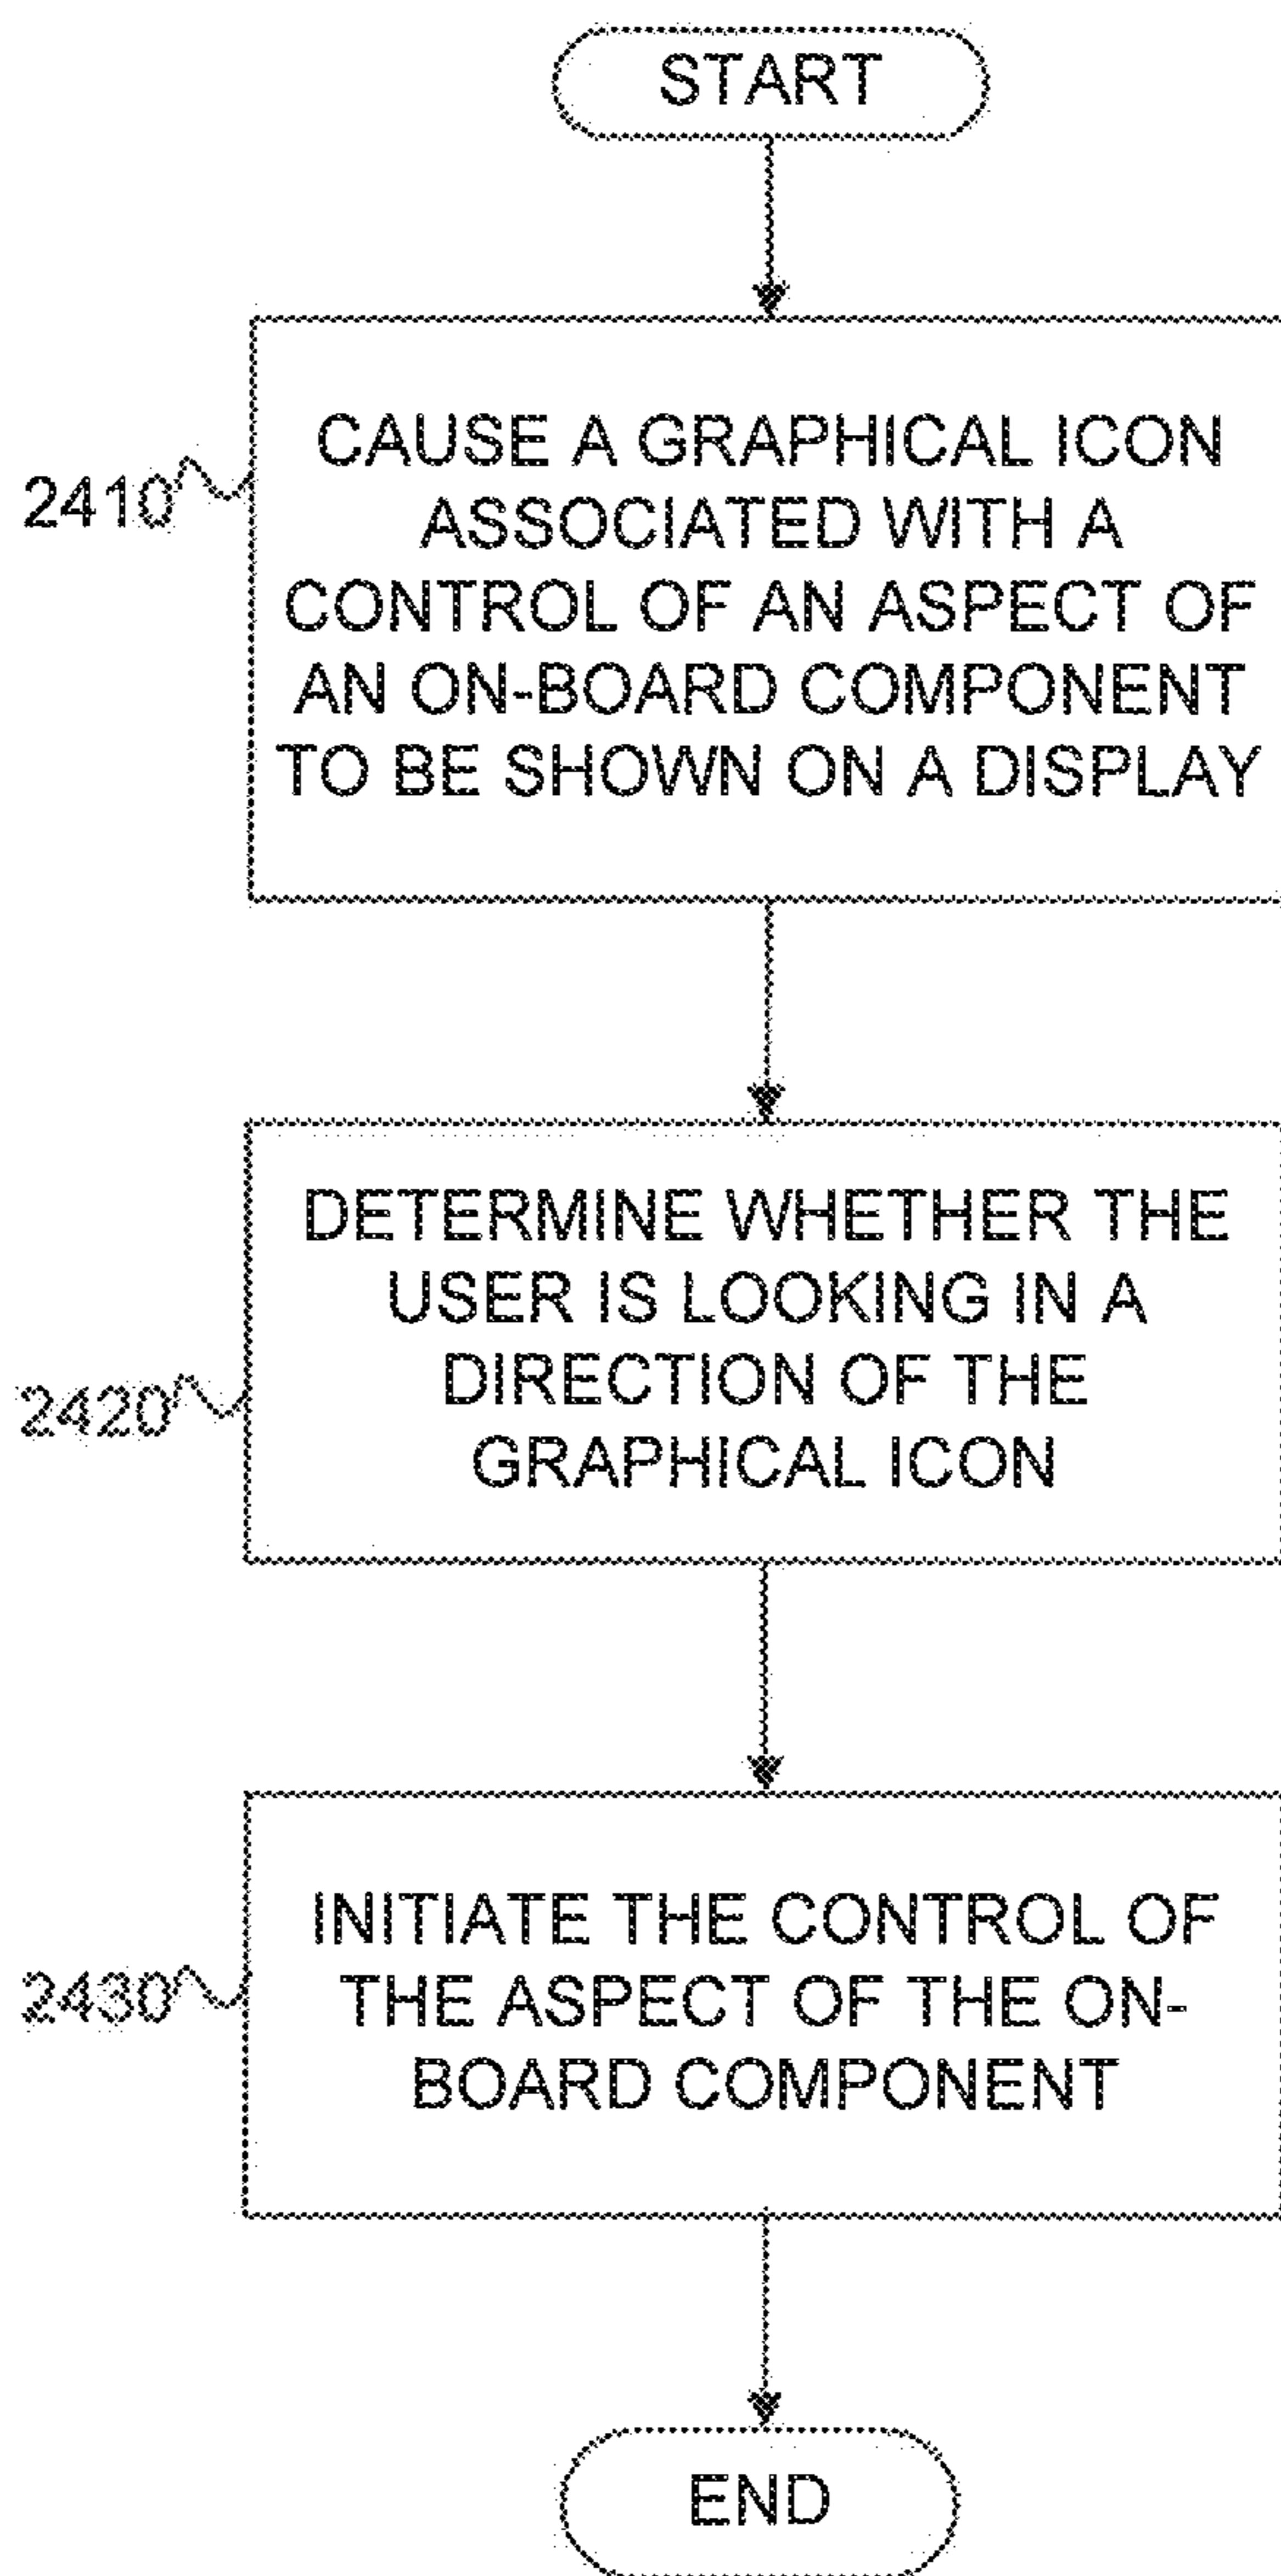 START
CAUSE A GRAPHICAL ICON
ASSOCIATED WITH A
CONTROL OF AN ASPECT OF
AN ON-BOARD COMPONENT
TO BE SHOWN ON A DISPLAY
2410
DETERMINE WHETHER THE
USER IS LOOKING IN A
DIRECTION OF THE
GRAPHICAL ICON
2420
INITIATE THE CONTROL OF
THE ASPECT OF THE ON-
BOARD COMPONENT
2430
END